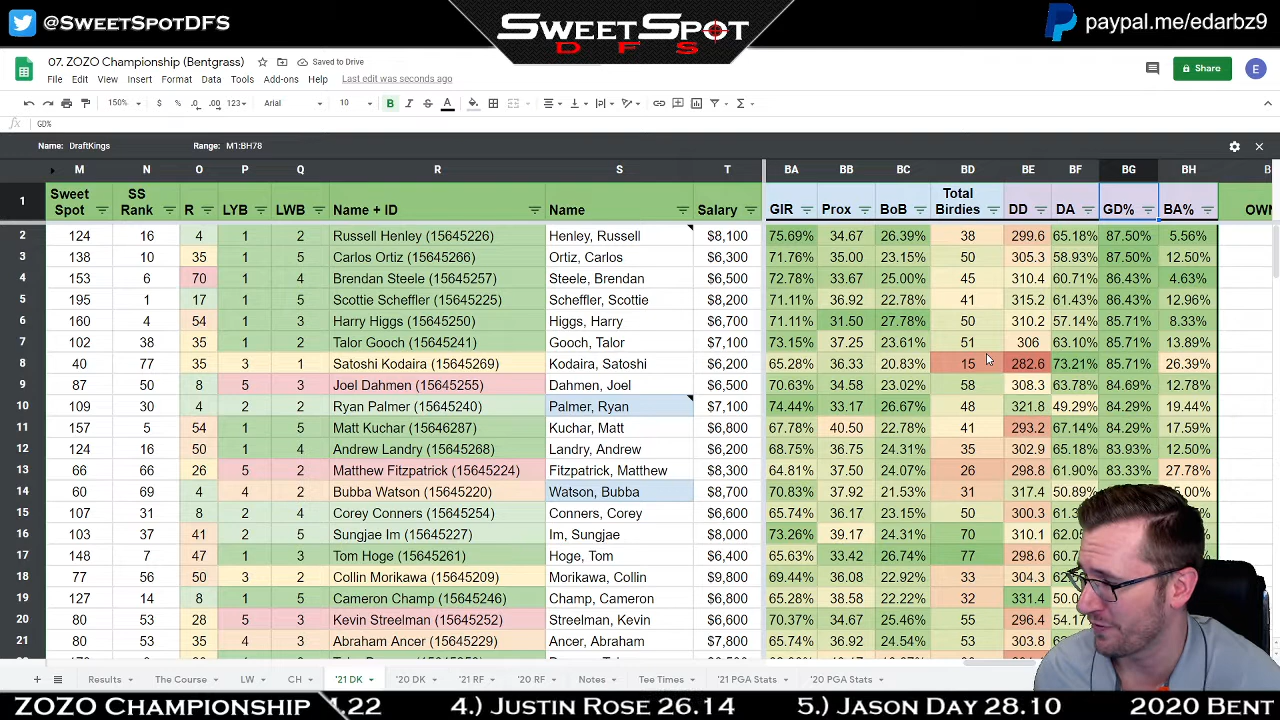 @SWEETSPOTDFS
SWEETSPOT
DFS
paypal.me/edarbz9
07. ZOZO Championship (Bentgrass)
Saved to Drive
File Edit View Insert Format Data Tools Add-ons Help Last edit was seconds ago
Share
E
150% $ % .0 .00 123 Arial 10 B I S A
fx GD%
Name: DraftKings Range: M1:BH78
M N O P Q R S T BA BB BC BD BE BF BG BH
1 Sweet Spot SS Rank R LYB LWB Name + ID Name Salary GIR Prox BoB Total Birdies DD DA GD% BA% OW
2 124 16 4 1 2 Russell Henley (15645226) Henley, Russell $8,100 75.69% 34.67 26.39% 38 299.6 65.18% 87.50% 5.56%
3 138 10 35 1 5 Carlos Ortiz (15645266) Ortiz, Carlos $6,300 71.76% 35.00 23.15% 50 305.3 58.93% 87.50% 12.50%
4 153 6 70 1 4 Brendan Steele (15645257) Steele, Brendan $6,500 72.78% 33.67 25.00% 45 310.4 60.71% 86.43% 4.63%
5 195 1 17 1 5 Scottie Scheffler (15645225) Scheffler, Scottie $8,200 71.11% 36.92 22.78% 41 315.2 61.43% 86.43% 12.96%
6 160 4 54 1 3 Harry Higgs (15645250) Higgs, Harry $6,700 71.11% 31.50 27.78% 50 310.2 57.14% 85.71% 8.33%
7 102 38 35 1 2 Talor Gooch (15645241) Gooch, Talor $6,700 73.15% 37.25 23.61% 51 306 63.10% 85.71% 13.89%
8 40 77 35 3 1 Satoshi Kodaira (15645269) Kodaira, Satoshi $6,200 65.28% 36.33 20.83% 15 282.6 73.21% 85.71% 26.39%
9 87 50 8 5 3 Joel Dahmen (15645255) Dahmen, Joel $6,500 70.63% 34.58 23.02% 58 308.3 63.78% 84.69% 12.78%
10 109 30 4 2 2 Ryan Palmer (15645240) Palmer, Ryan $7,100 74.44% 33.17 26.67% 48 321.8 49.29% 84.29% 19.44%
11 157 5 54 1 3 Matt Kuchar (15646287) Kuchar, Matt $6,800 67.78% 40.50 22.78% 41 293.2 67.14% 84.29% 17.59%
12 124 16 50 1 4 Andrew Landry (15645268) Landry, Andrew $6,300 68.75% 36.75 24.31% 35 302.9 65.18% 83.93% 12.50%
13 66 66 26 5 2 Matthew Fitzpatrick (15645224) Fitzpatrick, Matthew $8,300 64.81% 37.50 24.07% 26 298.8 61.90% 83.33% 27.78%
14 60 69 4 4 2 Bubba Watson (15645220) Watson, Bubba $8,700 70.83% 37.92 21.53% 31 317.4 50.89%
15 107 31 8 2 4 Corey Conners (15645254) Conners, Corey $6,600 65.74% 36.17 23.15% 50 300.3
16 103 37 41 2 5 Sungjae Im (15645227) Im, Sungjae $8,000 73.26% 39.17 24.31% 70 310.1
17 148 7 47 1 3 Tom Hoge (15645261) Hoge, Tom $6,400 65.63% 33.42 26.74% 77 298.6
18 77 56 50 3 2 Collin Morikawa (15645209) Morikawa, Collin $9,800 69.44% 36.08 22.92% 33 304.3
19 127 14 8 1 5 Cameron Champ (15645246) Champ, Cameron $6,800 65.28% 38.58 22.22% 32 331.4
20 80 53 28 5 3 Kevin Streelman (15645252) Streelman, Kevin $6,600 70.37% 34.67 25.46% 55 296.4 54.17%
21 80 53 35 4 3 Abraham Ancer (15645229) Ancer, Abraham $7,800 65.74% 36.92 24.54% 53 303.8
Results The Course LW CH '21 DK '20 DK '21 RF '20 RF Notes Tee Times '21 PGA Stats '20 PGA Stats
ZOZO CHAMPIONSHIP .22 4.) JUSTIN ROSE 26.14 5.) JASON DAY 28.10 2020 BENT